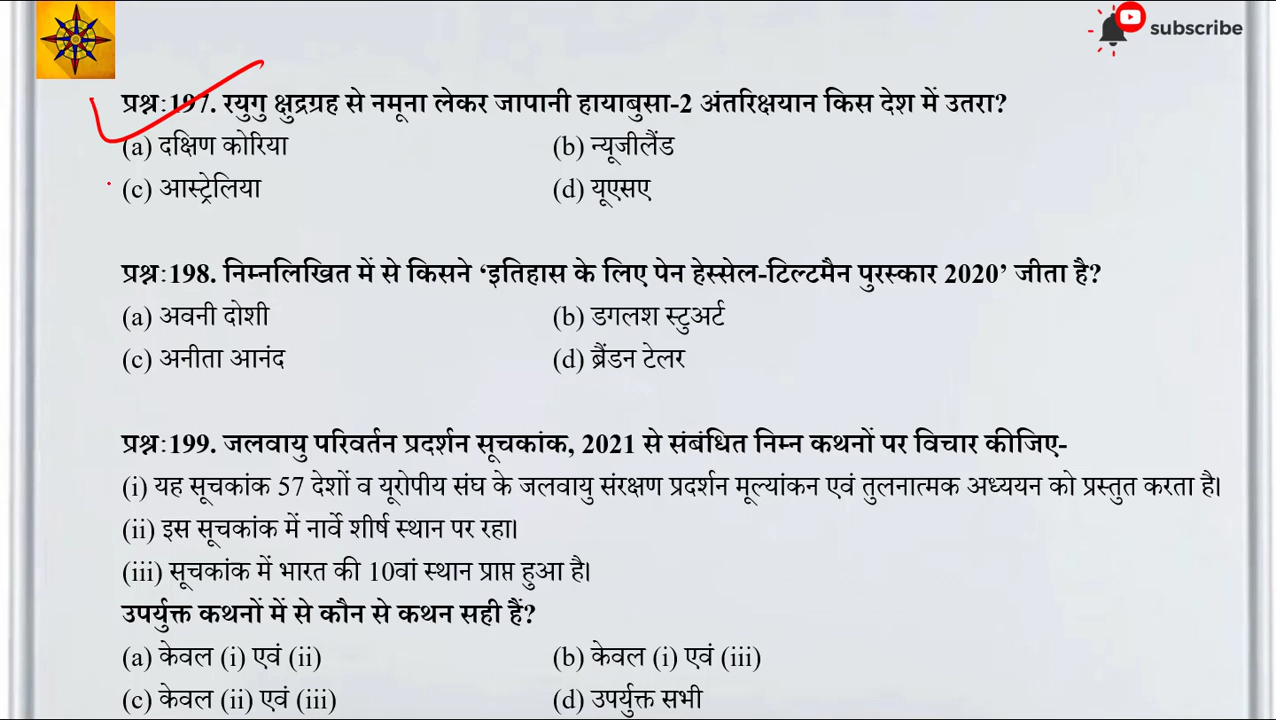 subscribe
प्रश्न:197. रयुगु क्षुद्रग्रह से नमूना लेकर जापानी हायाबुसा-2 अंतरिक्षयान किस देश में उतरा?
(a) दक्षिण कोरिया (b) न्यूजीलैंड
(c) आस्ट्रेलिया (d) यूएसए
प्रश्न:198. निम्नलिखित में से किसने ‘इतिहास के लिए पेन हेस्सेल-टिल्टमैन पुरस्कार 2020’ जीता है?
(a) अवनी दोशी (b) डगलश स्टुअर्ट
(c) अनीता आनंद (d) ब्रैंडन टेलर
प्रश्न:199. जलवायु परिवर्तन प्रदर्शन सूचकांक, 2021 से संबंधित निम्न कथनों पर विचार कीजिए-
(i) यह सूचकांक 57 देशों व यूरोपीय संघ के जलवायु संरक्षण प्रदर्शन मूल्यांकन एवं तुलनात्मक अध्ययन को प्रस्तुत करता है।
(ii) इस सूचकांक में नार्वे शीर्ष स्थान पर रहा।
(iii) सूचकांक में भारत की 10वां स्थान प्राप्त हुआ है।
उपर्युक्त कथनों में से कौन से कथन सही हैं?
(a) केवल (i) एवं (ii) (b) केवल (i) एवं (iii)
(c) केवल (ii) एवं (iii) (d) उपर्युक्त सभी